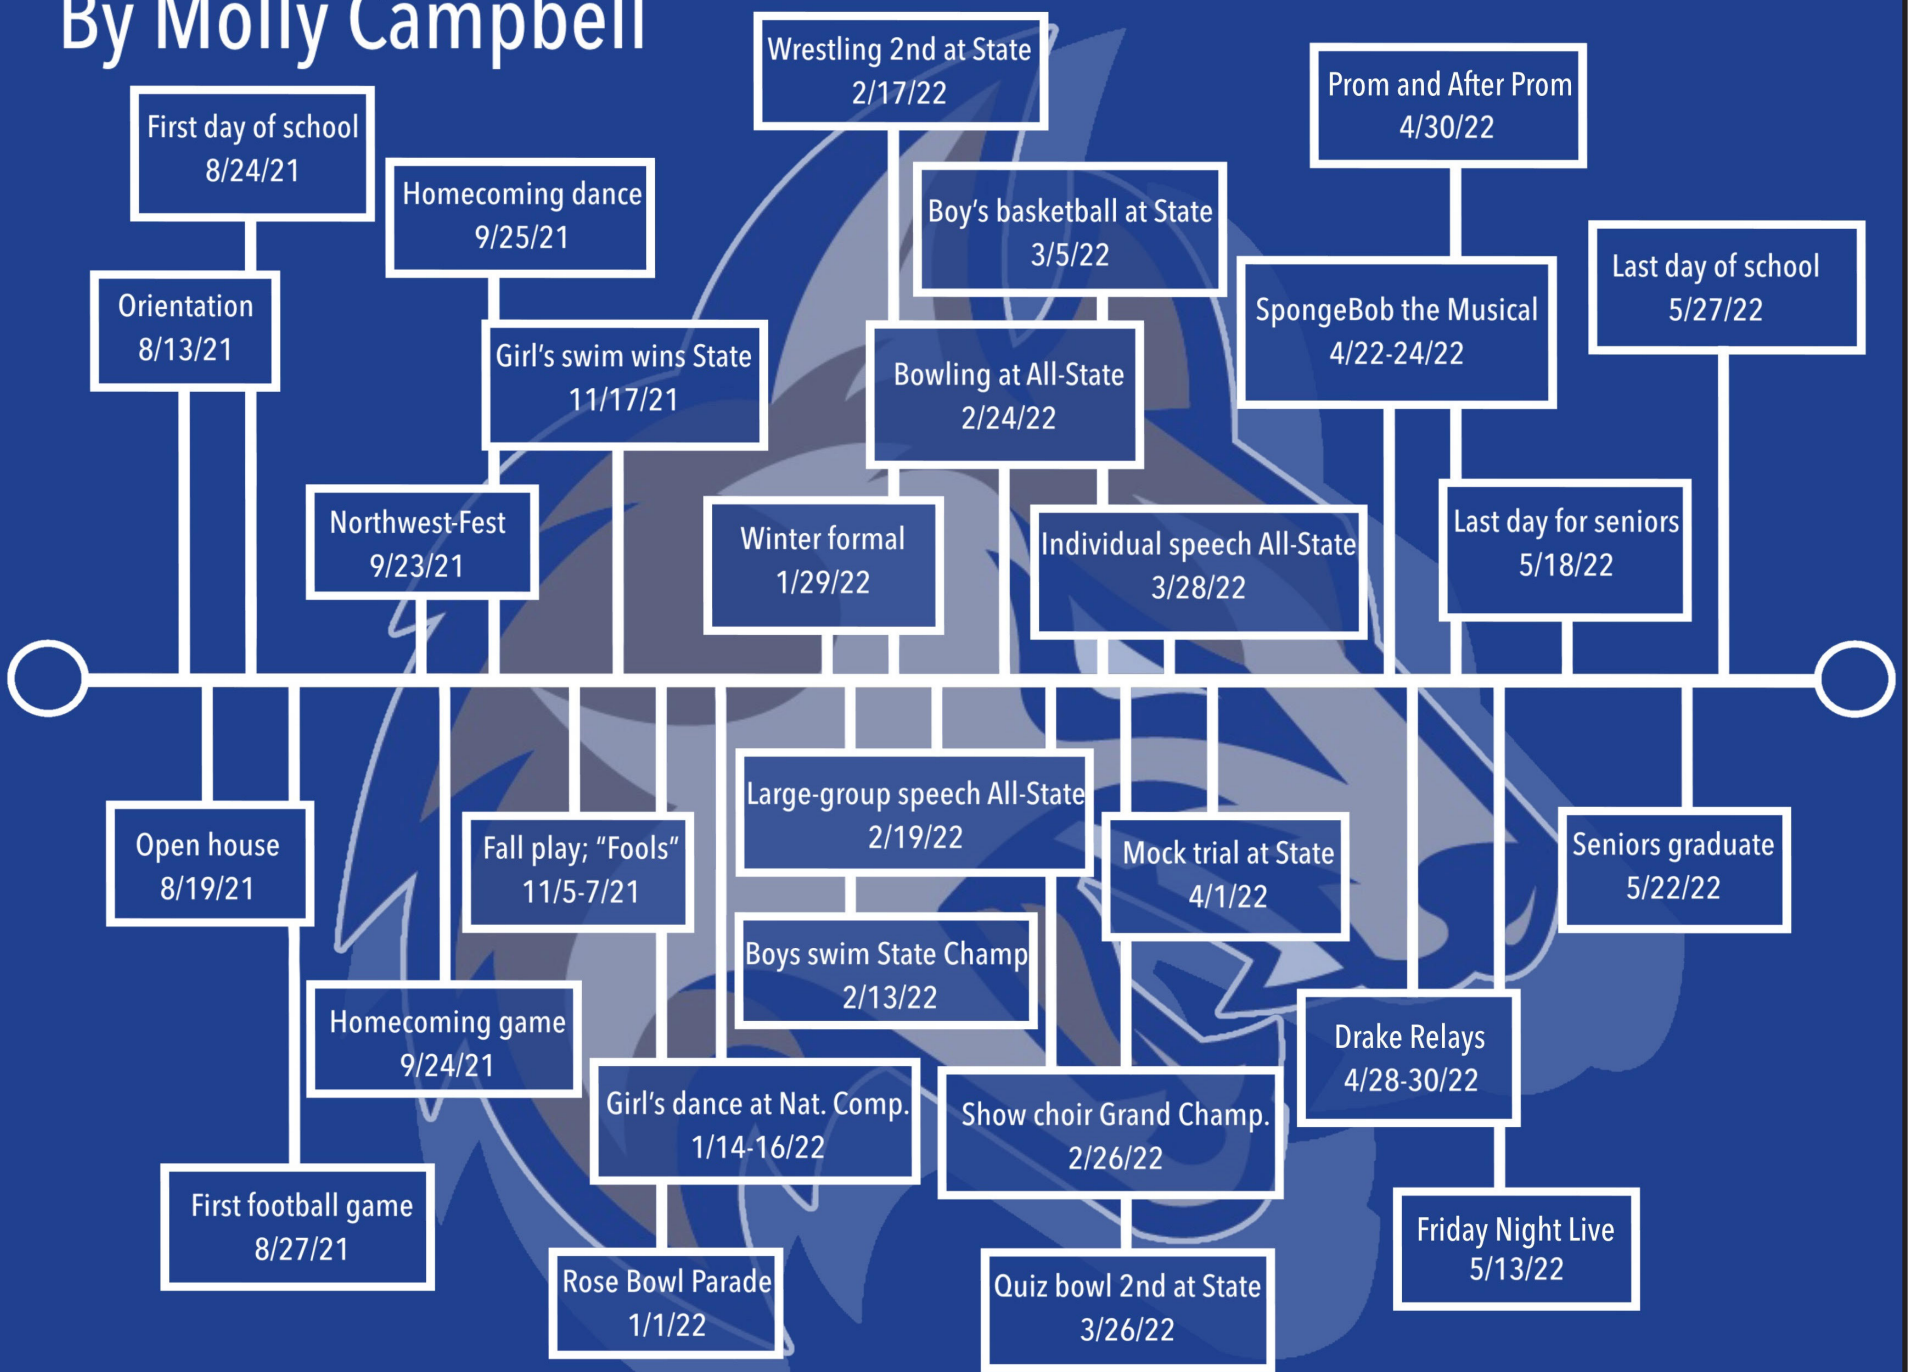 By Molly Campbell
Wrestling 2nd at State
2/17/22
Prom and After Prom
4/30/22
First day of school
8/24/21
Homecoming dance
9/25/21
Boy's basketball at State
3/5/22
Last day of school
5/27/22
Orientation
8/13/21
SpongeBob the Musical
4/22-24/22
Girl's swim wins State
11/17/21
Bowling at All-State
2/24/22
Northwest-Fest
9/23/21
Winter formal
1/29/22
Individual speech All-State
3/28/22
Last day for seniors
5/18/22
Open house
8/19/21
Fall play; "Fools"
11/5-7/21
Large-group speech All-State
2/19/22
Mock trial at State
4/1/22
Seniors graduate
5/22/22
Boys swim State Champ
2/13/22
Homecoming game
9/24/21
Drake Relays
4/28-30/22
Girl's dance at Nat. Comp.
1/14-16/22
Show choir Grand Champ.
2/26/22
First football game
8/27/21
Friday Night Live
5/13/22
Rose Bowl Parade
1/1/22
Quiz bowl 2nd at State
3/26/22